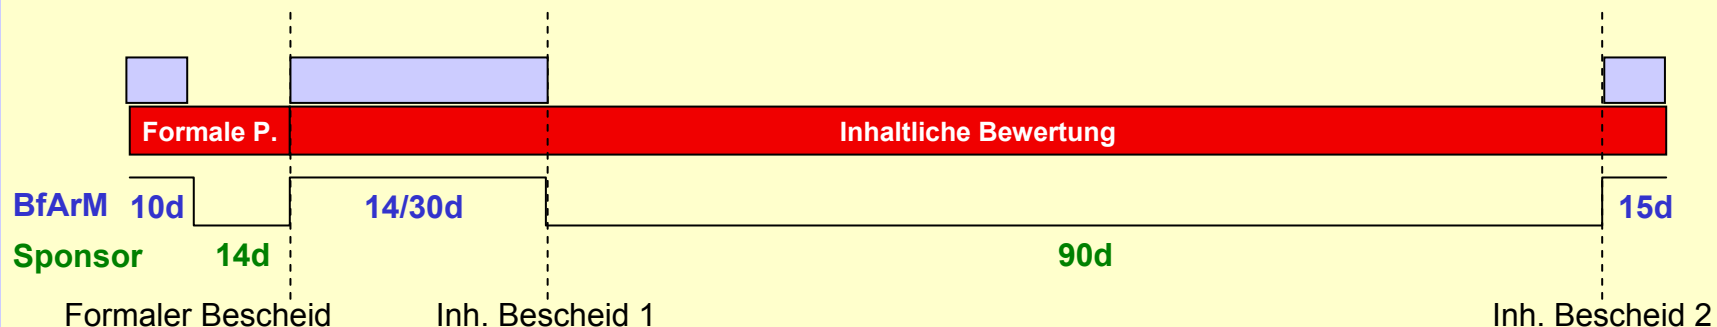 Formale P. Inhaltliche Bewertung
BfArM 10d 14/30d 15d
Sponsor 14d 90d
Formaler Bescheid Inh. Bescheid 1 Inh. Bescheid 2